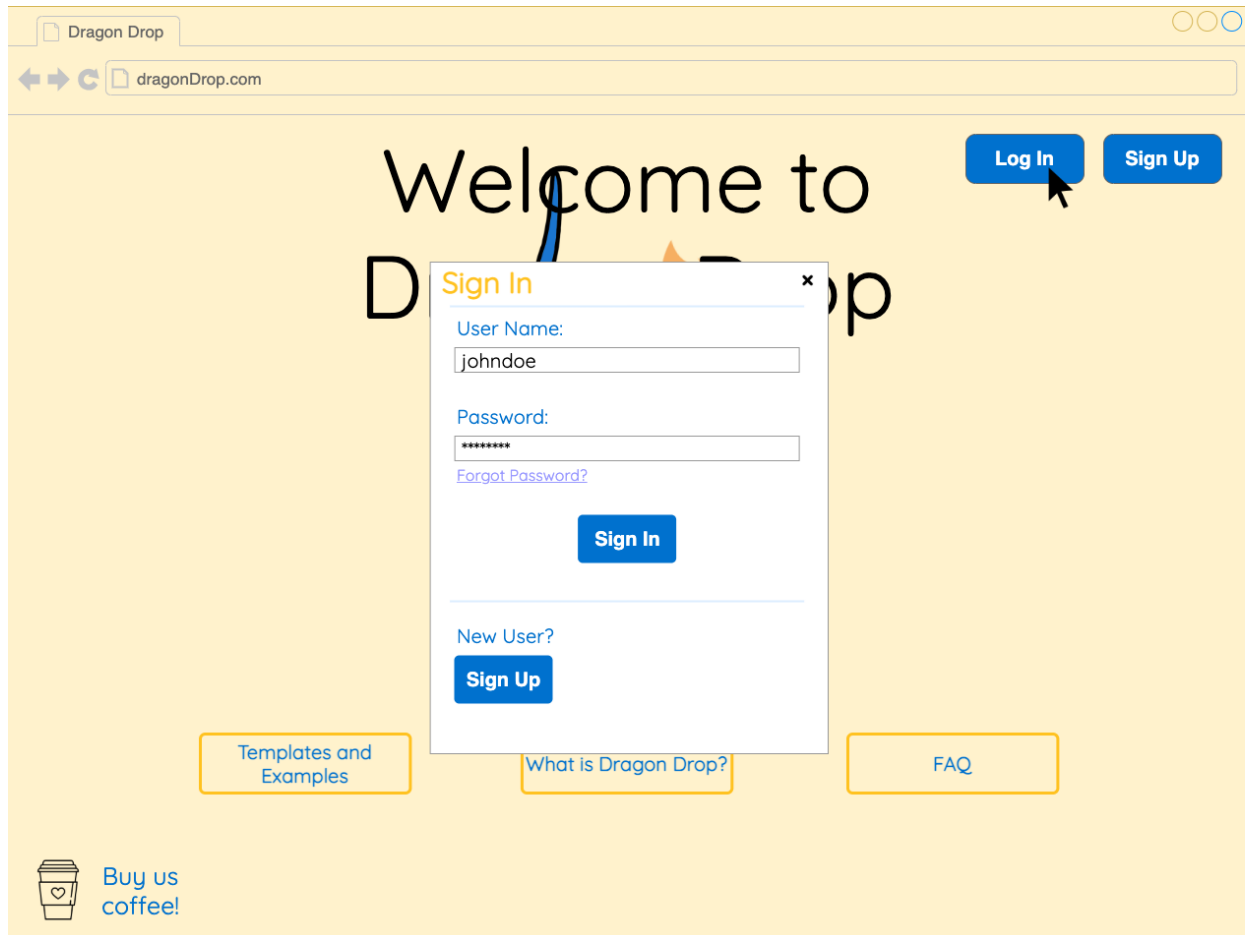 Dragon Drop
dragonDrop.com
Log In
Sign Up
Welcome to
Sign In
User Name:
johndoe
Password:
********
Forgot Password?
Sign In
New User?
Sign Up
Templates and
Examples
What is Dragon Drop?
FAQ
Buy us
coffee!